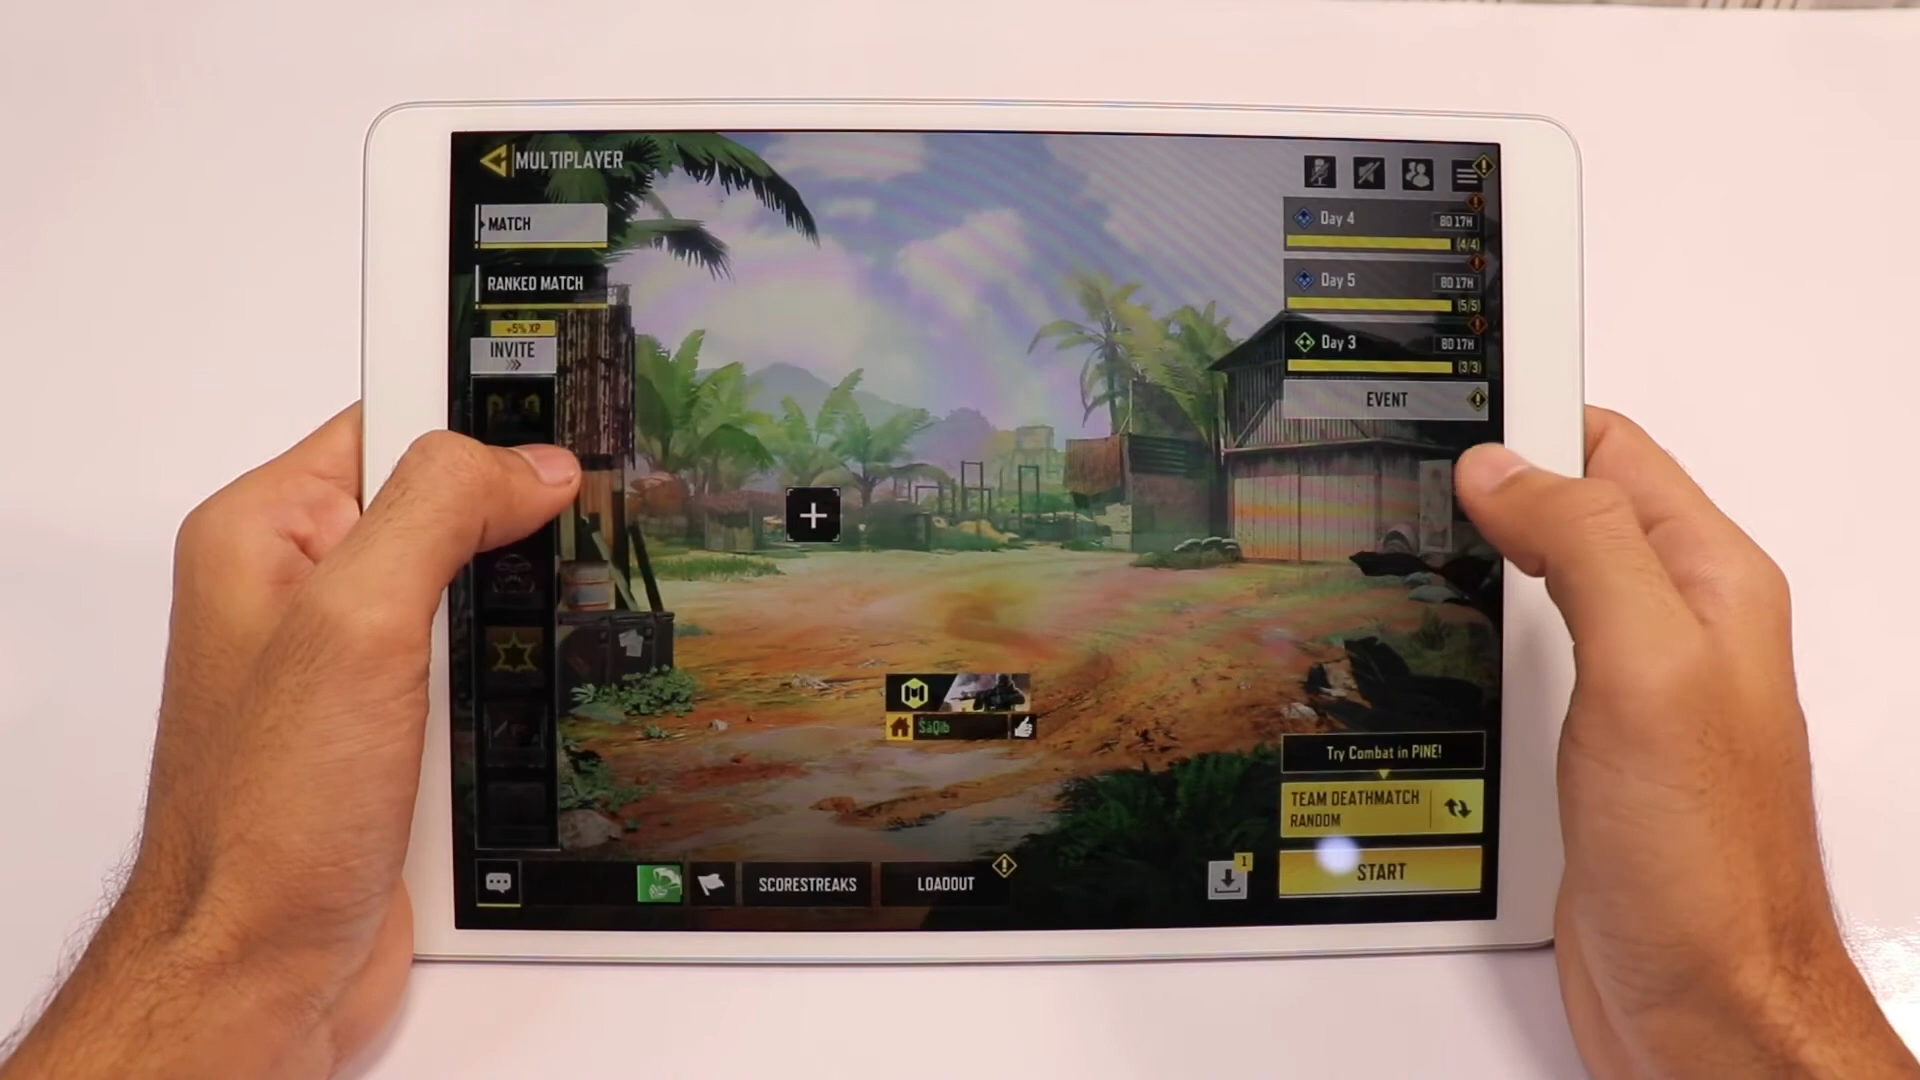 MULTIPLAYER
MATCH
RANKED MATCH
+5% XP
INVITE
Day 4
8D 17H
(4/4)
Day 5
8D 17H
(5/5)
Day 3
8D 17H
(3/3)
EVENT
ŠàQib
Try Combat in PINE!
TEAM DEATHMATCH
RANDOM
START
SCORESTREAKS
LOADOUT
1